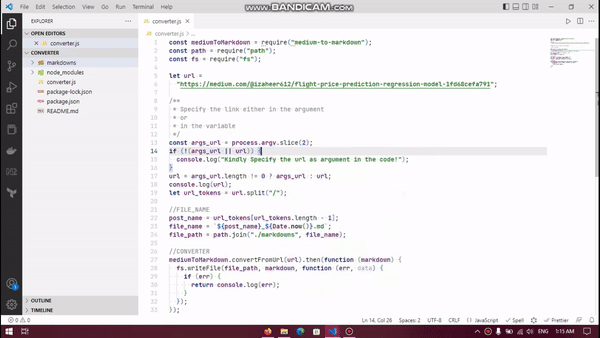 File Edit Selection View Go Run Terminal Help
WWW.BANDICAM.COM
EXPLORER
converter.js
OPEN EDITORS
converter.js
CONVERTER
markdowns
node_modules
converter.js
package-lock.json
package.json
README.md
OUTLINE
TIMELINE
converter.js > ...
1 const mediumToMarkdown = require("medium-to-markdown");
2 const path = require("path");
3 const fs = require("fs");
4
5 let url =
6 "https://medium.com/@izaheer612/flight-price-prediction-regression-model-1fd68cefa791";
7
8 /**
9 * Specify the link either in the argument
10 * or
11 * in the variable
12 */
13 const args_url = process.argv.slice(2);
14 if (!(args_url || url)) {
15 console.log("Kindly Specify the url as argument in the code!");
16 }
17 url = args_url.length != 0 ? args_url : url;
18 console.log(url);
19 let url_tokens = url.split("/");
20
21 //FILE_NAME
22 post_name = url_tokens[url_tokens.length - 1];
23 file_name = `${post_name}_${Date.now()}.md`;
24 file_path = path.join("./markdowns", file_name);
25
26 //CONVERTER
27 mediumToMarkdown.convertFromUrl(url).then(function (markdown) {
28 fs.writeFile(file_path, markdown, function (err, data) {
29 if (err) {
30 return console.log(err);
31 }
32 });
33 });
0 0
Ln 14, Col 26 Spaces: 2 UTF-8 CRLF {} JavaScript Spell Prettier
ENG 1:15 AM